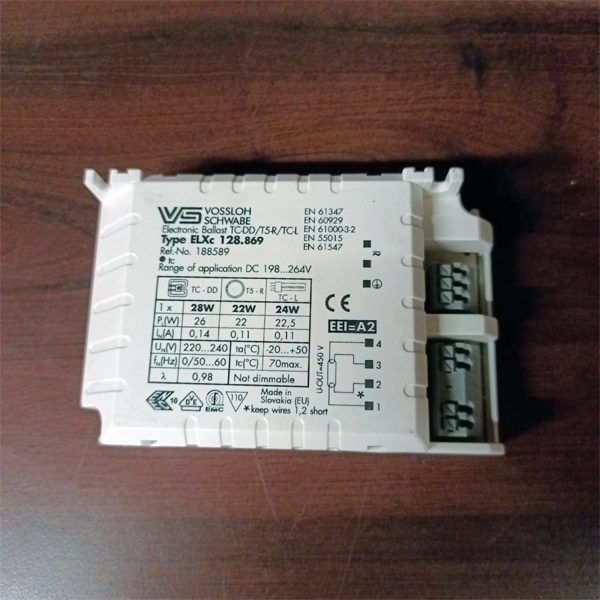 VS VOSSLOH
SCHWABE
Electronic Ballast TC-DD/T5-R/TC-L
Type ELXc 128.869
Ref.-No. 188589
tc
Range of application DC 198...264V
EN 61347
EN 60929
EN 61000-3-2
EN 55015
EN 61547
TC - DD T5 - R TC - L
1 x 28W 22W 24W
(W) 26 22 22,5
(A) 0,14 0,11 0,11
(V) 220...240 ta(°C) -20...+50
(Hz) 0/50...60 tc(°C) 70max.
λ 0,98 Not dimmable
CE
EEI=A2
U-OUT=450 V
4
3
2
* 1
10 EMC 110
Made in
Slovakia (EU)
*keep wires 1,2 short